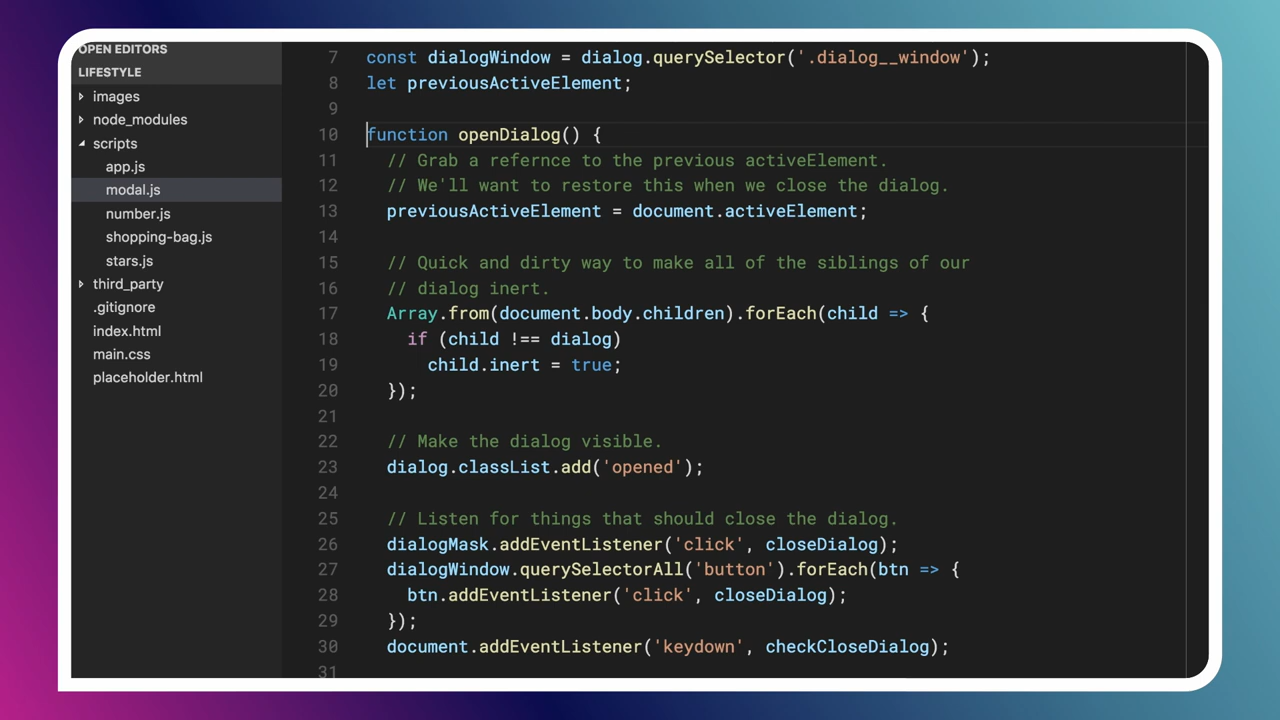 OPEN EDITORS
LIFESTYLE
images
node_modules
scripts
app.js
modal.js
number.js
shopping-bag.js
stars.js
third_party
.gitignore
index.html
main.css
placeholder.html
7 const dialogWindow = dialog.querySelector('.dialog__window');
8 let previousActiveElement;
9
10 function openDialog() {
11 // Grab a refernce to the previous activeElement.
12 // We'll want to restore this when we close the dialog.
13 previousActiveElement = document.activeElement;
14
15 // Quick and dirty way to make all of the siblings of our
16 // dialog inert.
17 Array.from(document.body.children).forEach(child => {
18 if (child !== dialog)
19 child.inert = true;
20 });
21
22 // Make the dialog visible.
23 dialog.classList.add('opened');
24
25 // Listen for things that should close the dialog.
26 dialogMask.addEventListener('click', closeDialog);
27 dialogWindow.querySelectorAll('button').forEach(btn => {
28 btn.addEventListener('click', closeDialog);
29 });
30 document.addEventListener('keydown', checkCloseDialog);
31